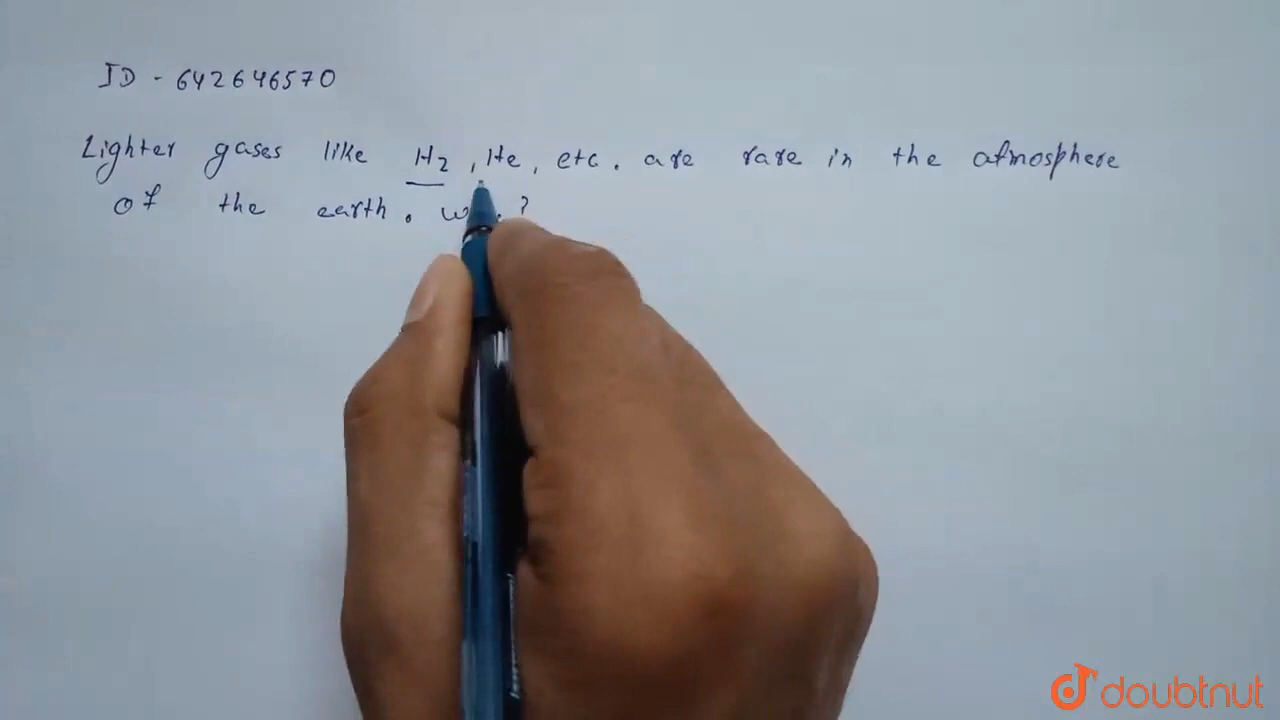 ID - 642646570
Lighter gases like H2, He, etc. are rare in the atmosphere
of the earth. ?
doubtnut